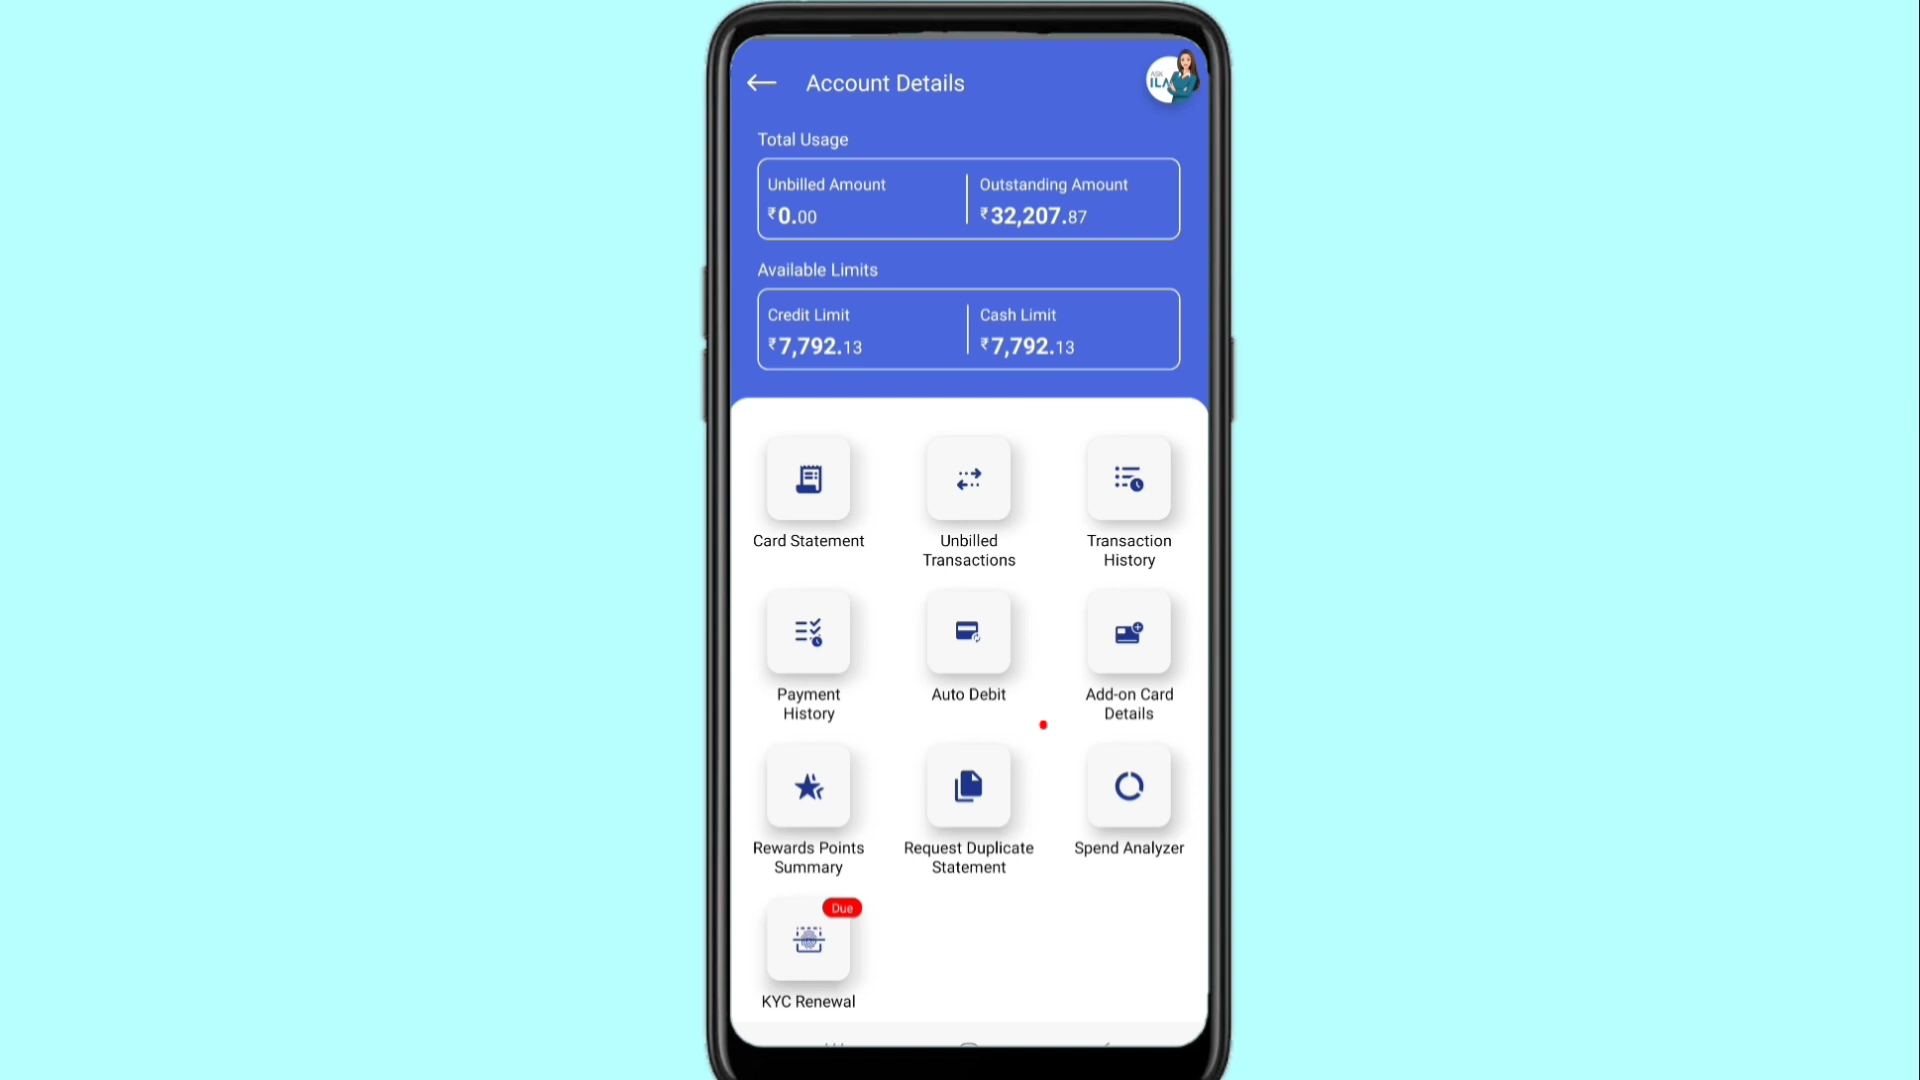 Account Details
ASK
ILA
Total Usage
Unbilled Amount
Outstanding Amount
₹0.00
₹32,207.87
Available Limits
Credit Limit
Cash Limit
₹7,792.13
₹7,792.13
Card Statement
Unbilled
Transactions
Transaction
History
Payment
History
Auto Debit
Add-on Card
Details
Rewards Points
Summary
Request Duplicate
Statement
Spend Analyzer
Due
KYC Renewal